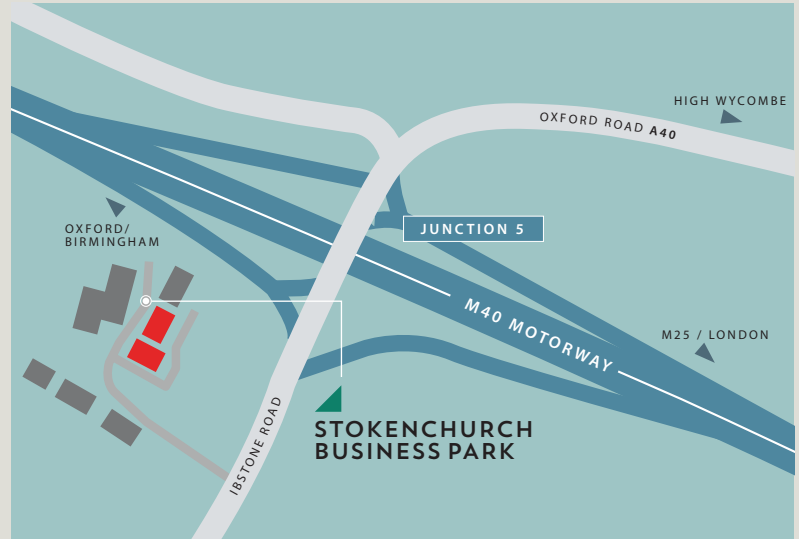 HIGH WYCOMBE
OXFORD ROAD A40
JUNCTION 5
OXFORD/
BIRMINGHAM
M40 MOTORWAY
M25 / LONDON
IBSTONE ROAD
STOKENCHURCH
BUSINESS PARK